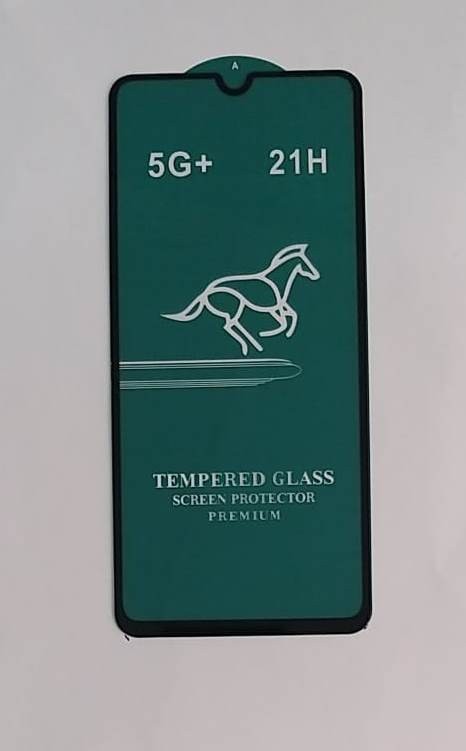 A
5G+ 21H
TEMPERED GLASS
SCREEN PROTECTOR
PREMIUM